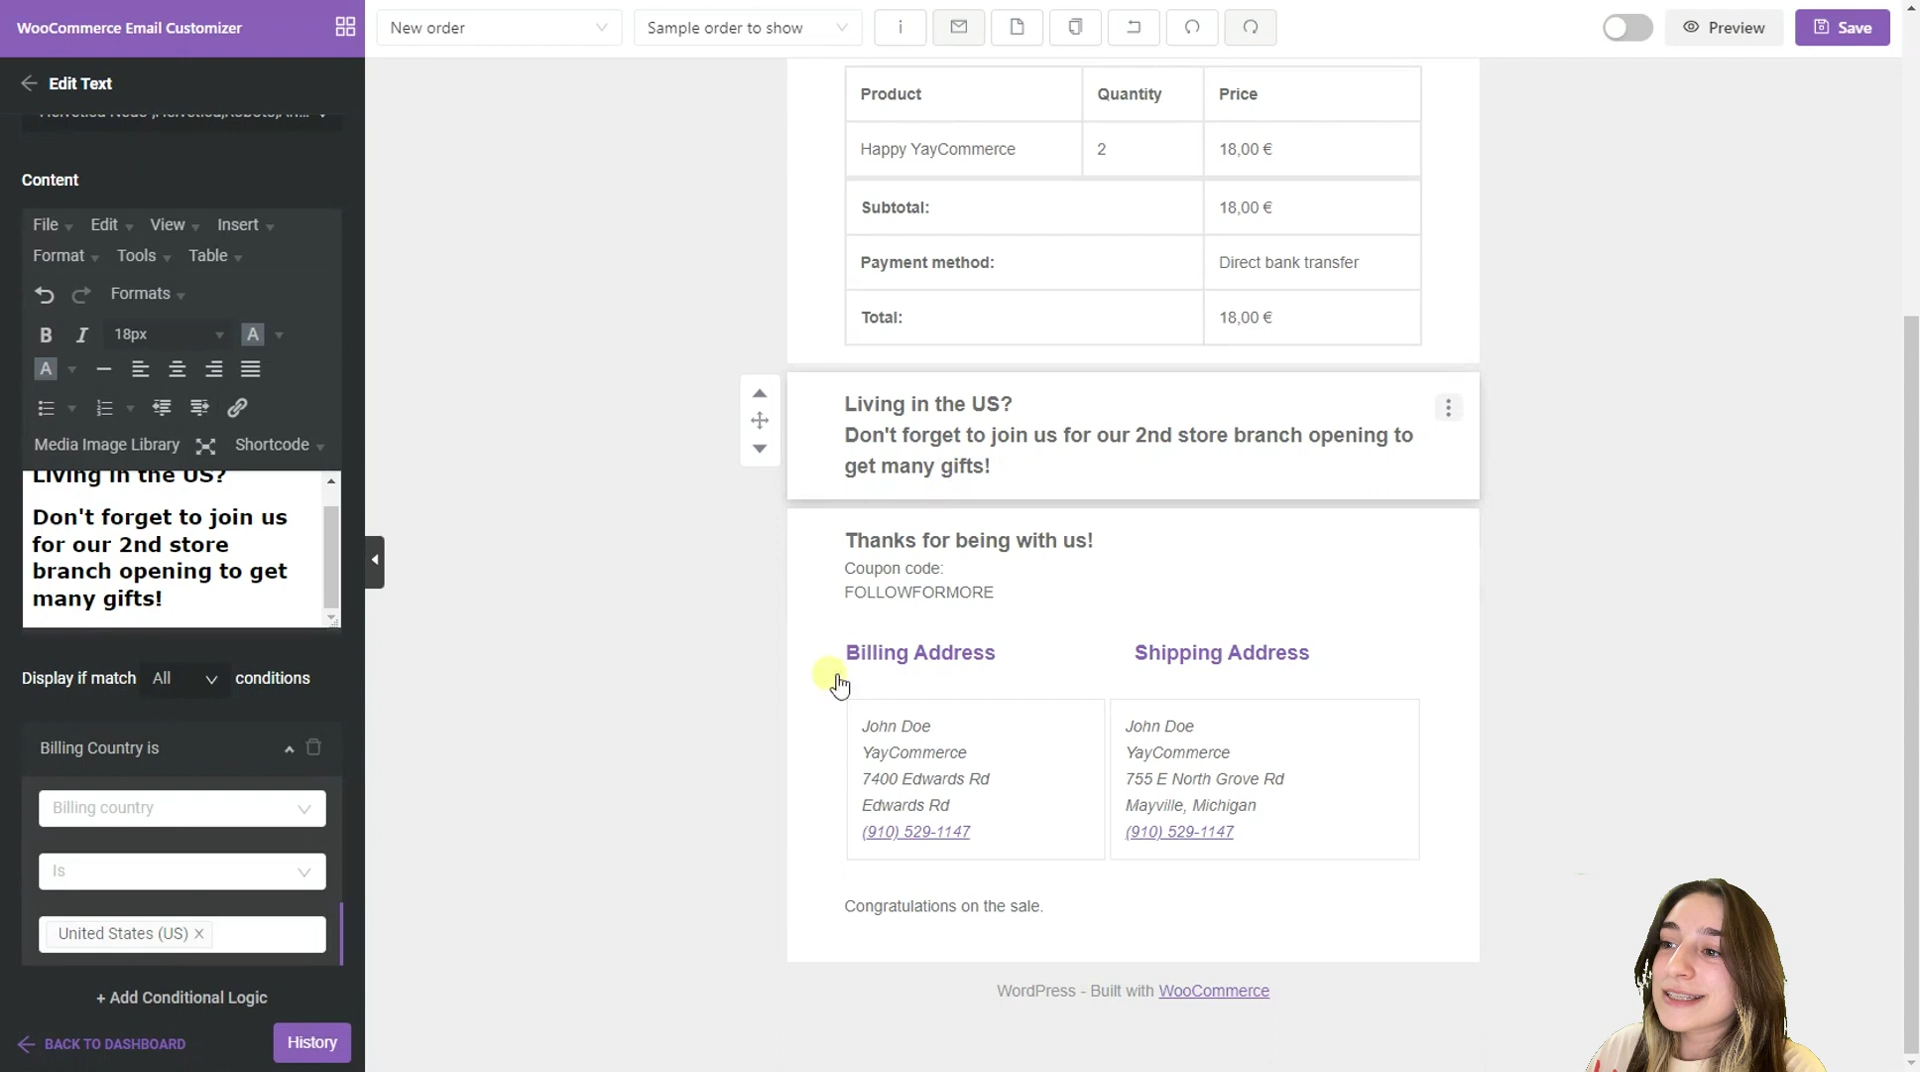 WooCommerce Email Customizer
New order
Sample order to show
i
Preview
Save
Edit Text
Content
File Edit View Insert
Format Tools Table
Formats
B I 18px A
A
Media Image Library Shortcode
Living in the US?
Don't forget to join us
for our 2nd store
branch opening to get
many gifts!
Display if match All conditions
Billing Country is
Billing country
Is
United States (US)
+ Add Conditional Logic
BACK TO DASHBOARD
History
Product Quantity Price
Happy YayCommerce 2 18,00 €
Subtotal: 18,00 €
Payment method: Direct bank transfer
Total: 18,00 €
Living in the US?
Don't forget to join us for our 2nd store branch opening to
get many gifts!
Thanks for being with us!
Coupon code:
FOLLOWFORMORE
Billing Address
John Doe
YayCommerce
7400 Edwards Rd
Edwards Rd
(910) 529-1147
Shipping Address
John Doe
YayCommerce
755 E North Grove Rd
Mayville, Michigan
(910) 529-1147
Congratulations on the sale.
WordPress - Built with WooCommerce